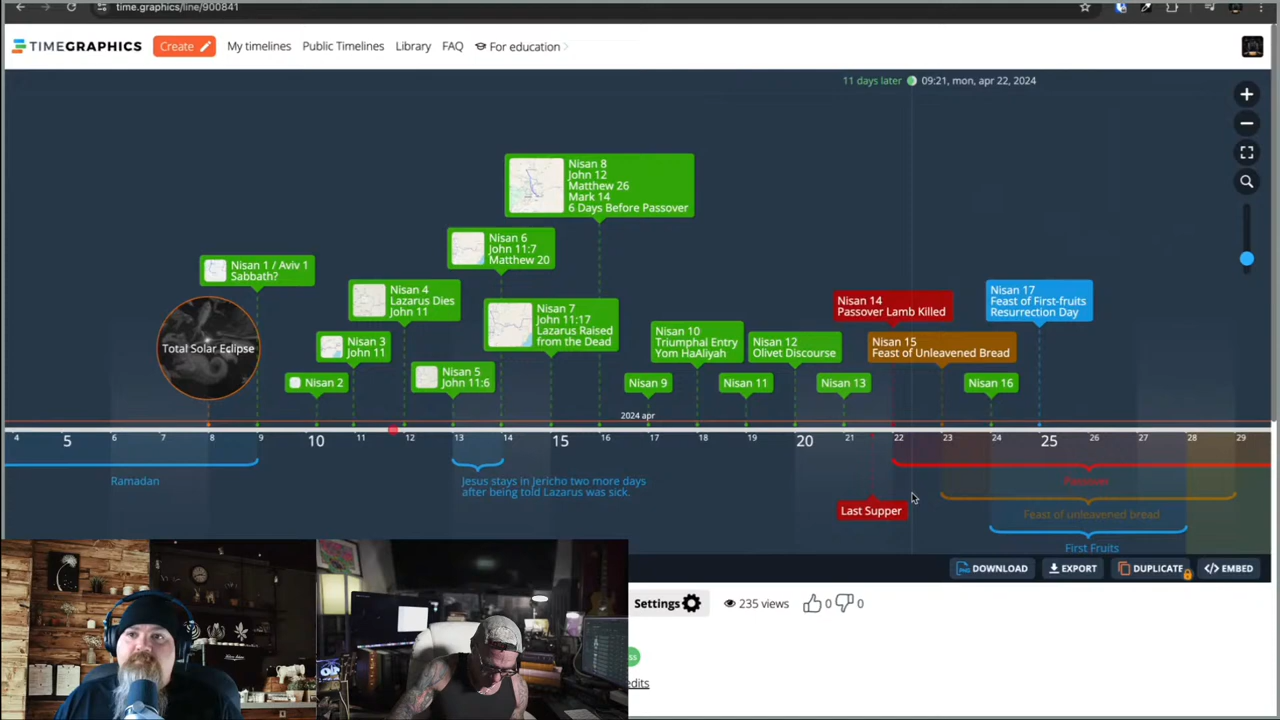 time.graphics/line/900841
TIMEGRAPHICS
Create
My timelines
Public Timelines
Library
FAQ
For education
11 days later
09:21, mon, apr 22, 2024
Nisan 8
John 12
Matthew 26
Mark 14
6 Days Before Passover
Nisan 6
John 11:7
Matthew 20
Nisan 1 / Aviv 1
Sabbath?
Nisan 4
Lazarus Dies
John 11
Nisan 7
John 11:17
Lazarus Raised
from the Dead
Nisan 14
Passover Lamb Killed
Nisan 17
Feast of First-fruits
Resurrection Day
Total Solar Eclipse
Nisan 3
John 11
Nisan 10
Triumphal Entry
Yom HaAliyah
Nisan 12
Olivet Discourse
Nisan 15
Feast of Unleavened Bread
Nisan 2
Nisan 5
John 11:6
Nisan 9
Nisan 11
Nisan 13
Nisan 16
2024 apr
4 5 6 7 8 9 10 11 12 13 14 15 16 17 18 19 20 21 22 23 24 25 26 27 28 29
Ramadan
Jesus stays in Jericho two more days
after being told Lazarus was sick.
Passover
Last Supper
Feast of unleavened bread
First Fruits
DOWNLOAD
EXPORT
DUPLICATE
</> EMBED
Settings
235 views
0
0
edits